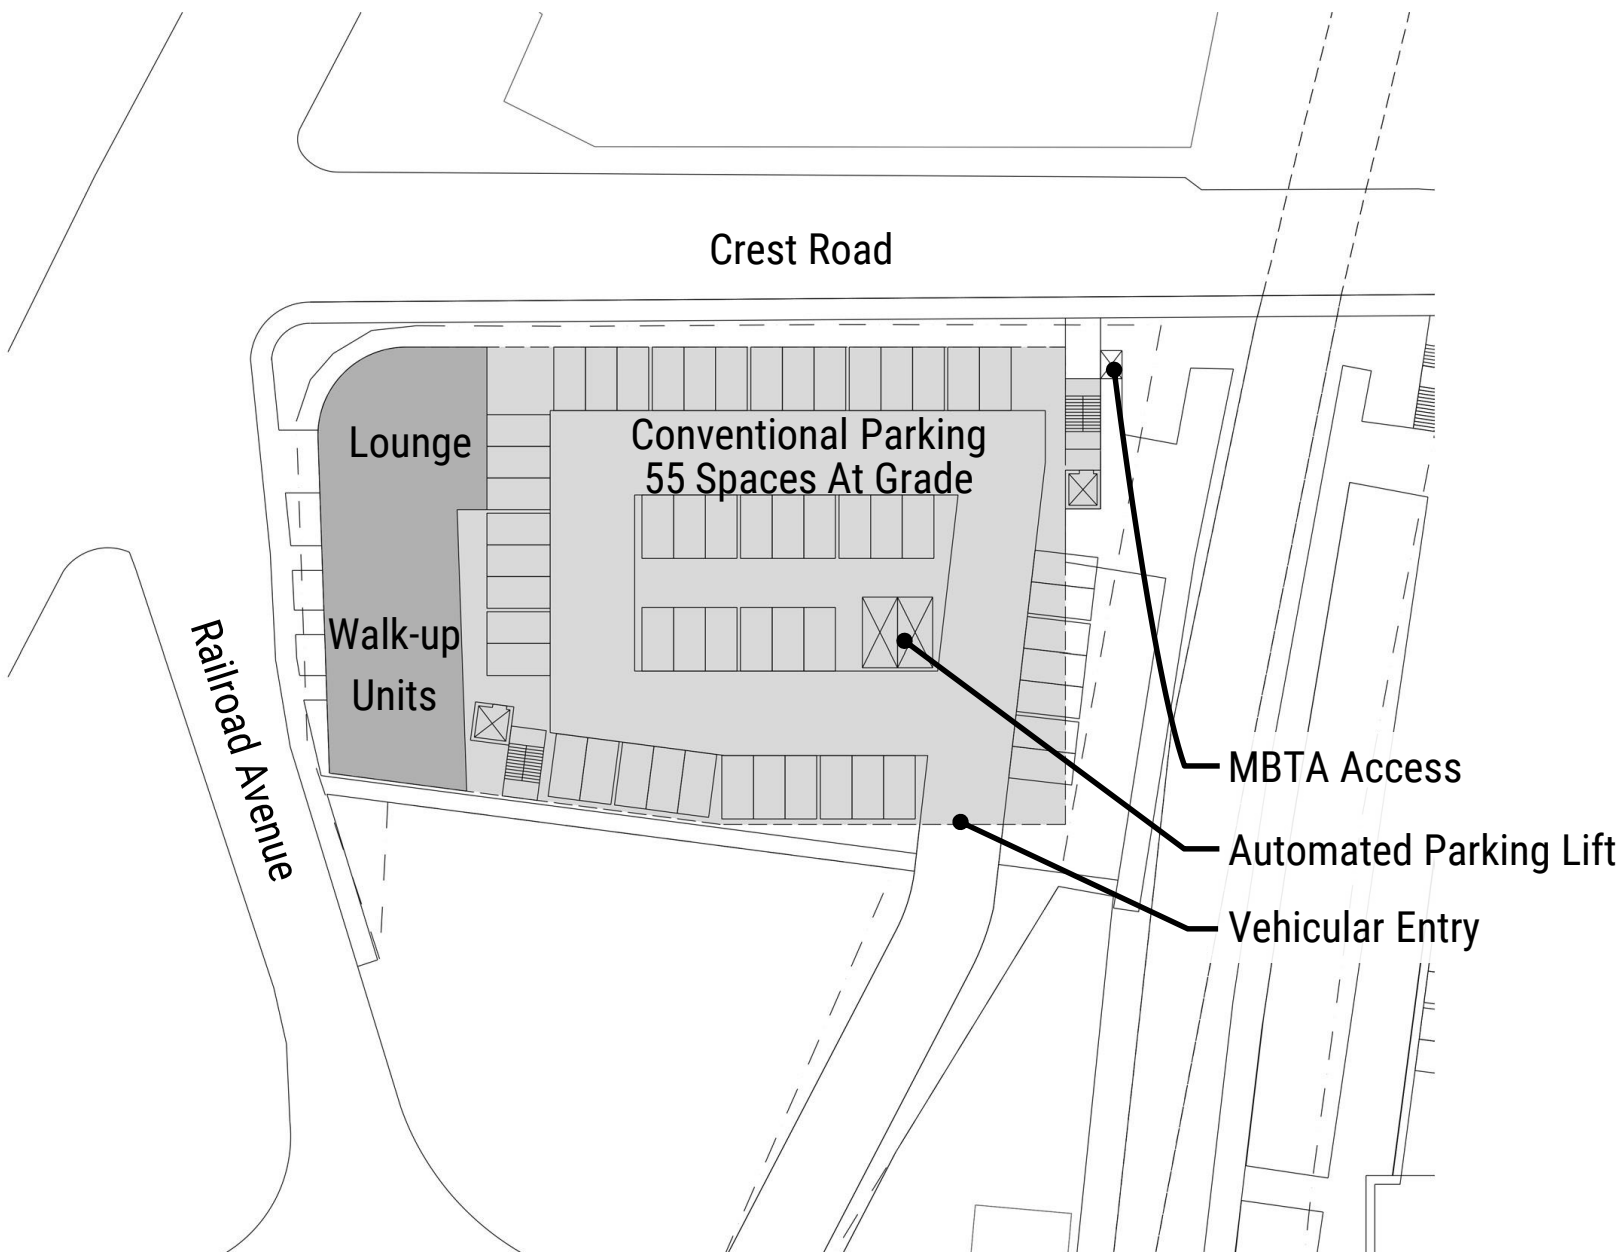 Crest Road
Conventional Parking
55 Spaces At Grade
Lounge
Walk-up
Units
Railroad Avenue
MBTA Access
Automated Parking Lift
Vehicular Entry